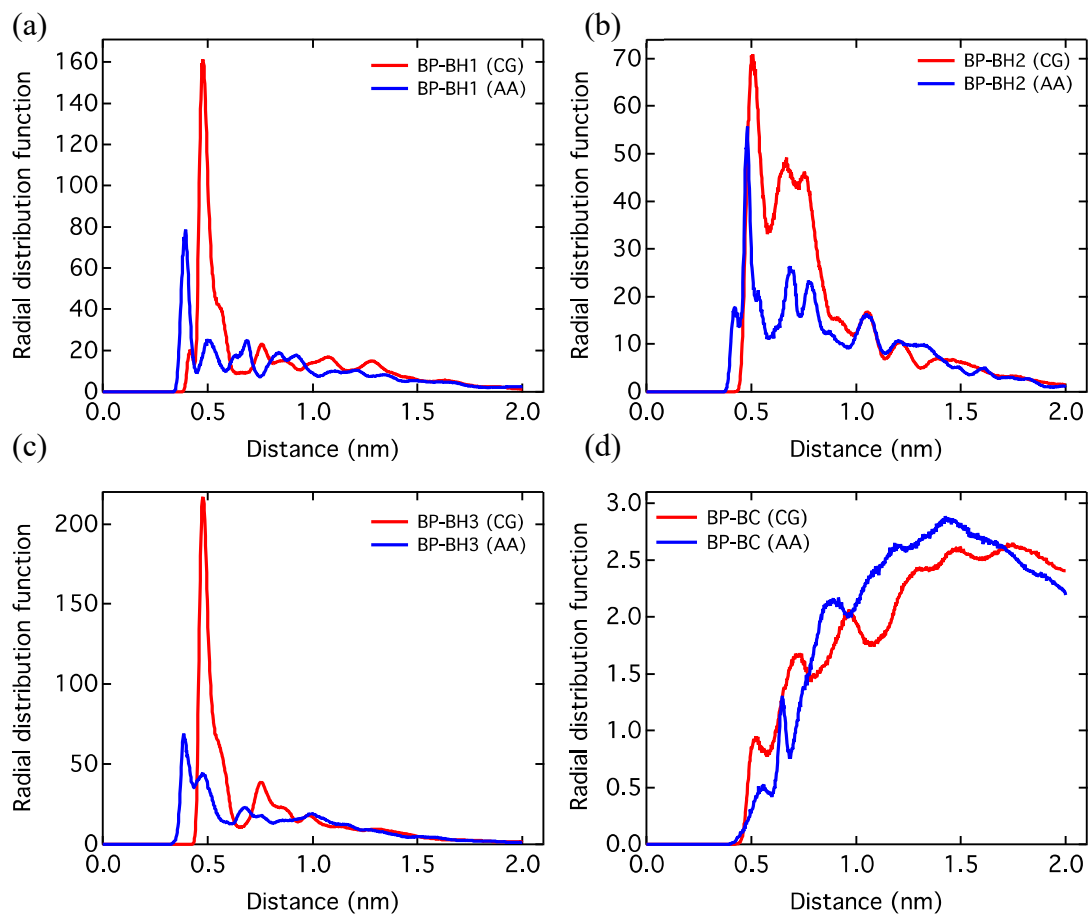 (a)
Radial distribution function
160
140
120
100
80
60
40
20
0
0.0 0.5 1.0 1.5 2.0
Distance (nm)
BP-BH1 (CG)
BP-BH1 (AA)
(b)
Radial distribution function
70
60
50
40
30
20
10
0
0.0 0.5 1.0 1.5 2.0
Distance (nm)
BP-BH2 (CG)
BP-BH2 (AA)
(c)
Radial distribution function
200
150
100
50
0
0.0 0.5 1.0 1.5 2.0
Distance (nm)
BP-BH3 (CG)
BP-BH3 (AA)
(d)
Radial distribution function
3.0
2.5
2.0
1.5
1.0
0.5
0.0
0.0 0.5 1.0 1.5 2.0
Distance (nm)
BP-BC (CG)
BP-BC (AA)